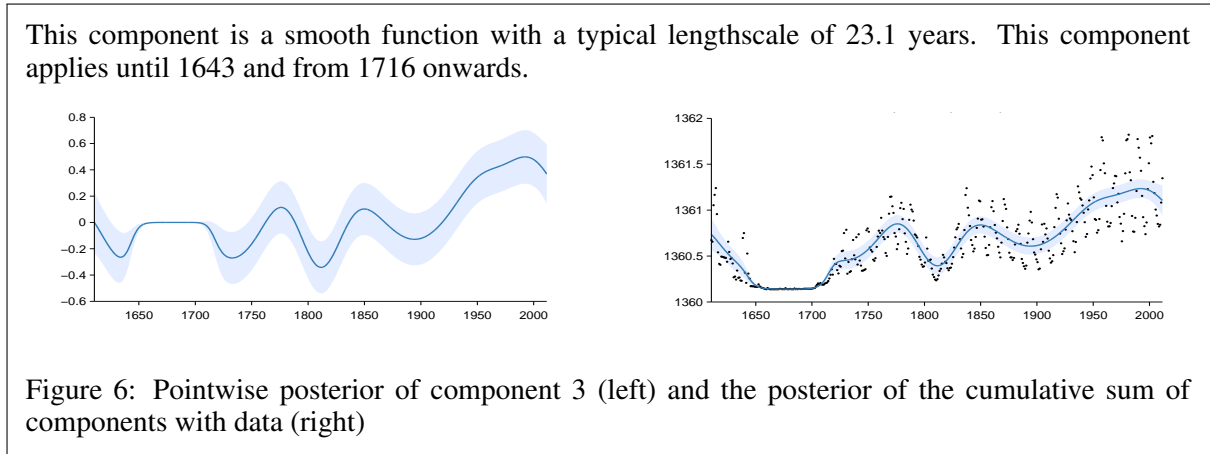 This component is a smooth function with a typical lengthscale of 23.1 years. This component
applies until 1643 and from 1716 onwards.
0.8
0.6
0.4
0.2
0
−0.2
−0.4
−0.6
1650 1700 1750 1800 1850 1900 1950 2000
1362
1361.5
1361
1360.5
1360
1650 1700 1750 1800 1850 1900 1950 2000
Figure 6: Pointwise posterior of component 3 (left) and the posterior of the cumulative sum of
components with data (right)